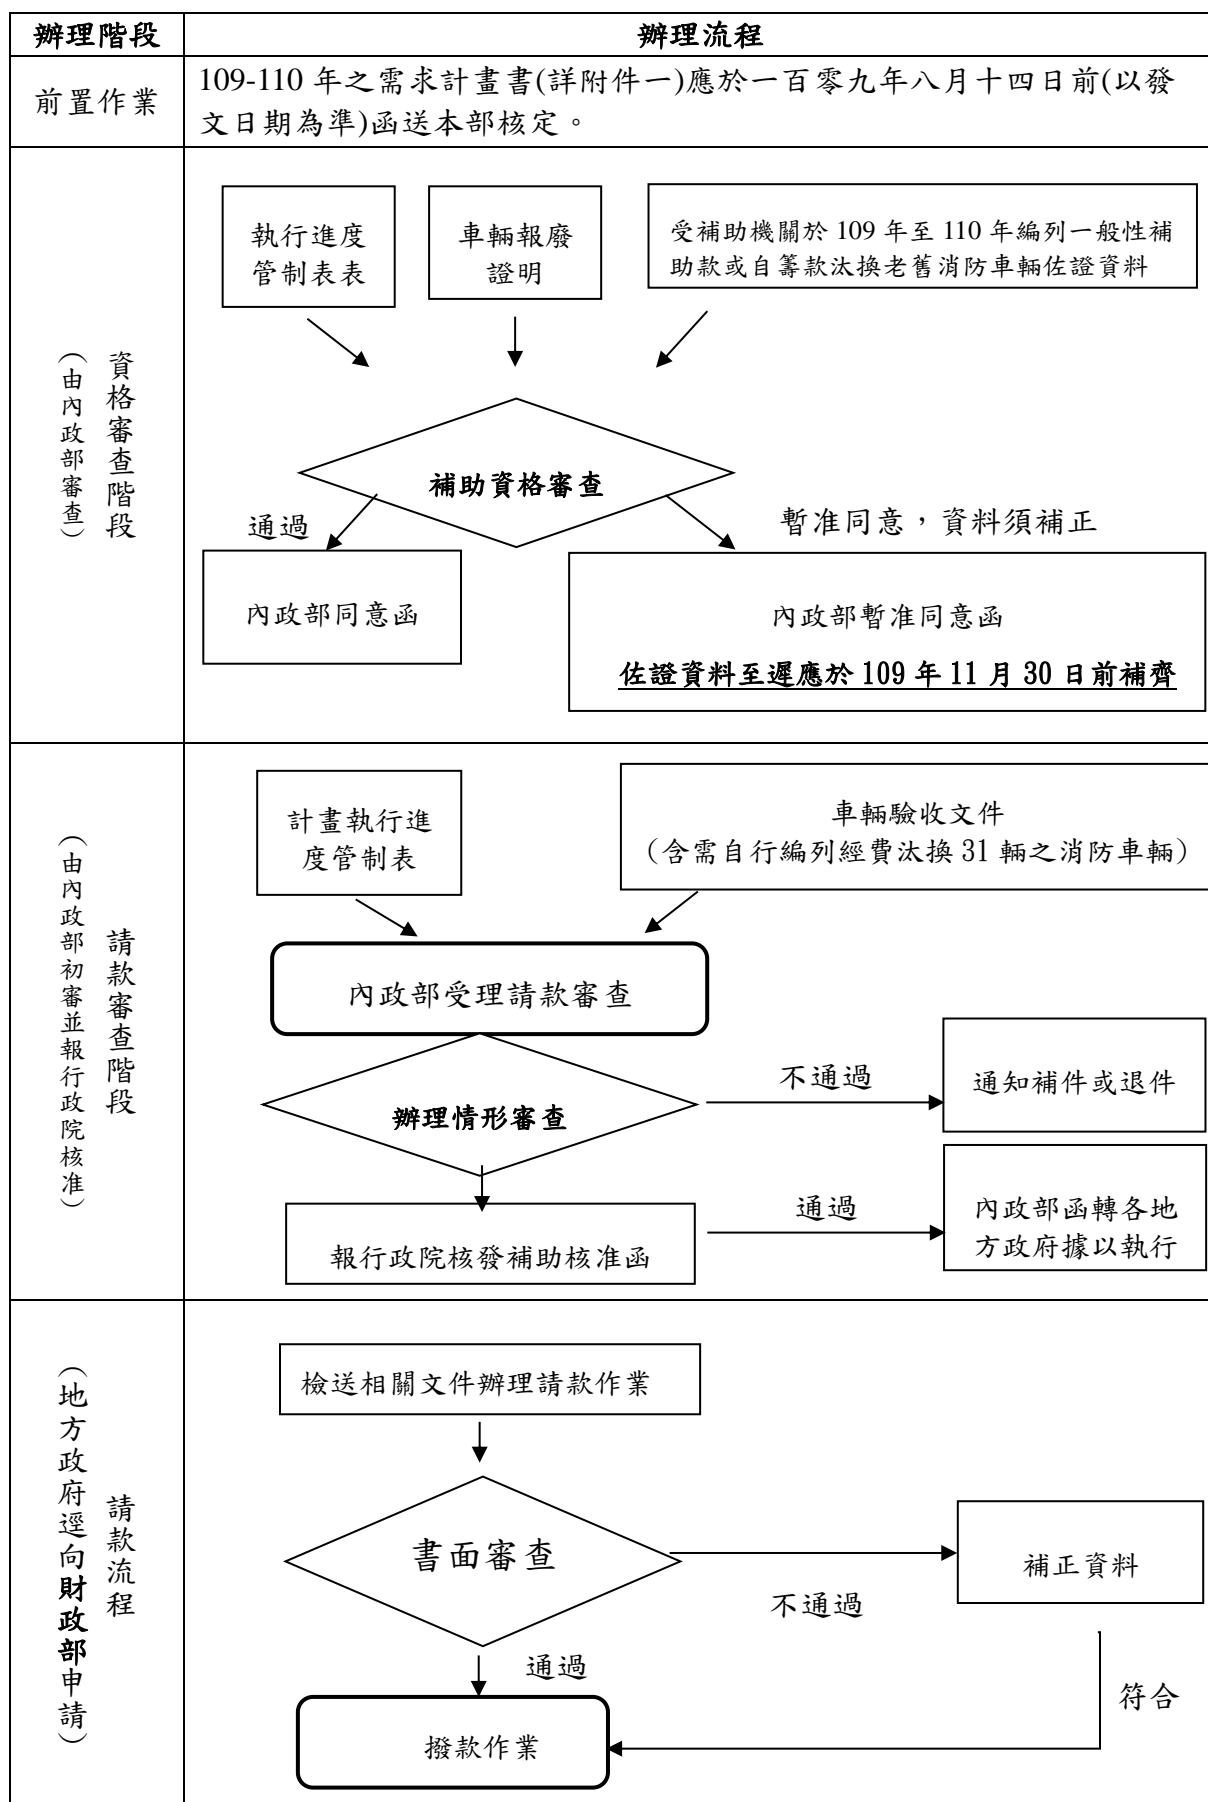 辦理階段
辦理流程
前置作業
109-110 年之需求計畫書(詳附件一)應於一百零九年八月十四日前(以發
文日期為準)函送本部核定。
資格審查階段
（由內政部審查）
執行進度
管制表表
車輛報廢
證明
受補助機關於 109 年至 110 年編列一般性補
助款或自籌款汰換老舊消防車輛佐證資料
補助資格審查
通過
暫准同意，資料須補正
內政部同意函
內政部暫准同意函
佐證資料至遲應於 109 年 11 月 30 日前補齊
請款審查階段
（由內政部初審並報行政院核准）
計畫執行進
度管制表
車輛驗收文件
（含需自行編列經費汰換 31 輛之消防車輛）
內政部受理請款審查
辦理情形審查
不通過
通知補件或退件
報行政院核發補助核准函
通過
內政部函轉各地
方政府據以執行
請款流程
（地方政府逕向財政部申請）
檢送相關文件辦理請款作業
書面審查
不通過
補正資料
通過
符合
撥款作業